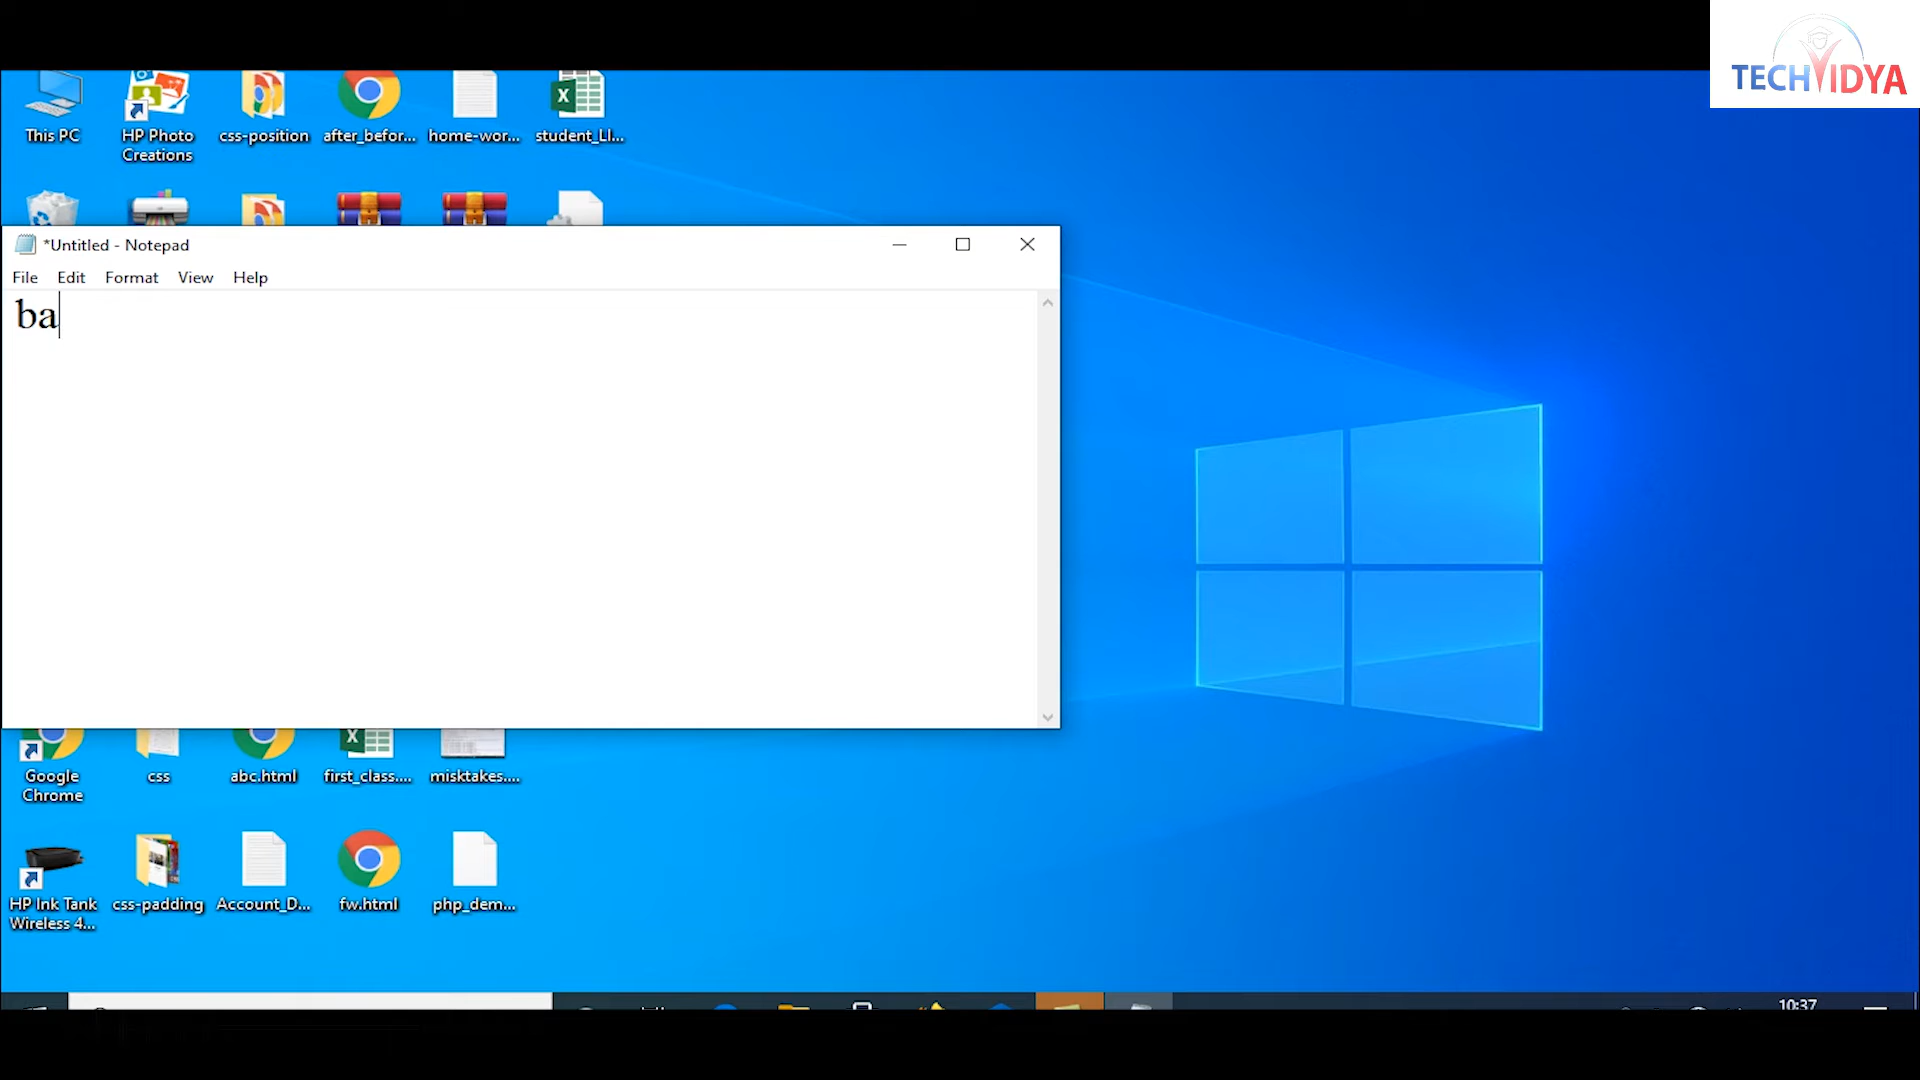 TECHVIDYA
This PC
HP Photo
Creations
css-position
after_befor...
home-wor...
student_LI...
*Untitled - Notepad
File Edit Format View Help
ba
Google
Chrome
css
abc.html
first_class....
misktakes....
HP Ink Tank
Wireless 4...
css-padding
Account_D...
fw.html
php_dem...
10:37